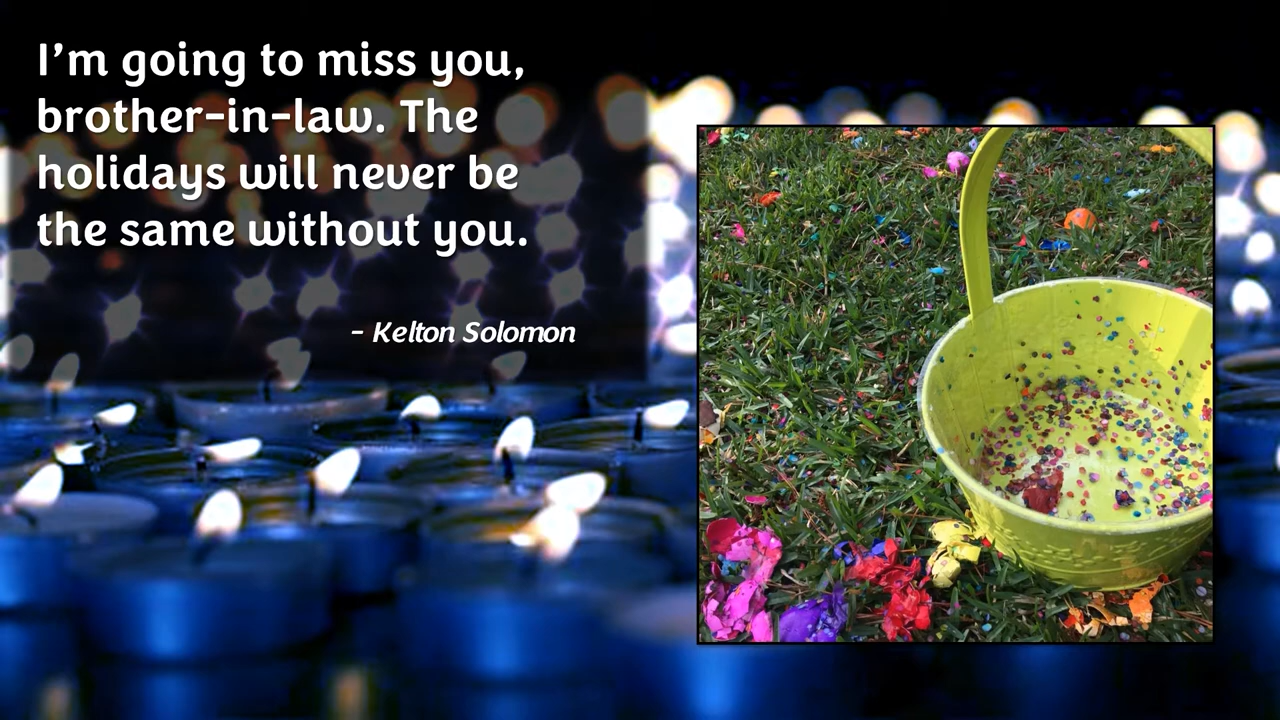 I’m going to miss you,
brother-in-law. The
holidays will never be
the same without you.
- Kelton Solomon